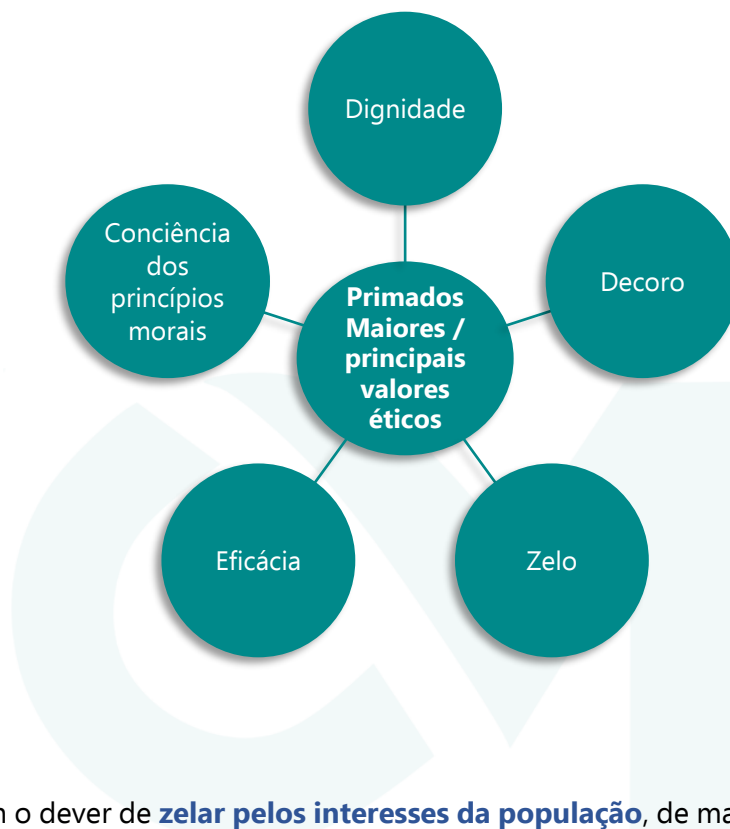 Dignidade
Conciência
dos
princípios
morais
Decoro
Primados
Maiores /
principais
valores
éticos
Eficácia
Zelo
o dever de zelar pelos interesses da população, de